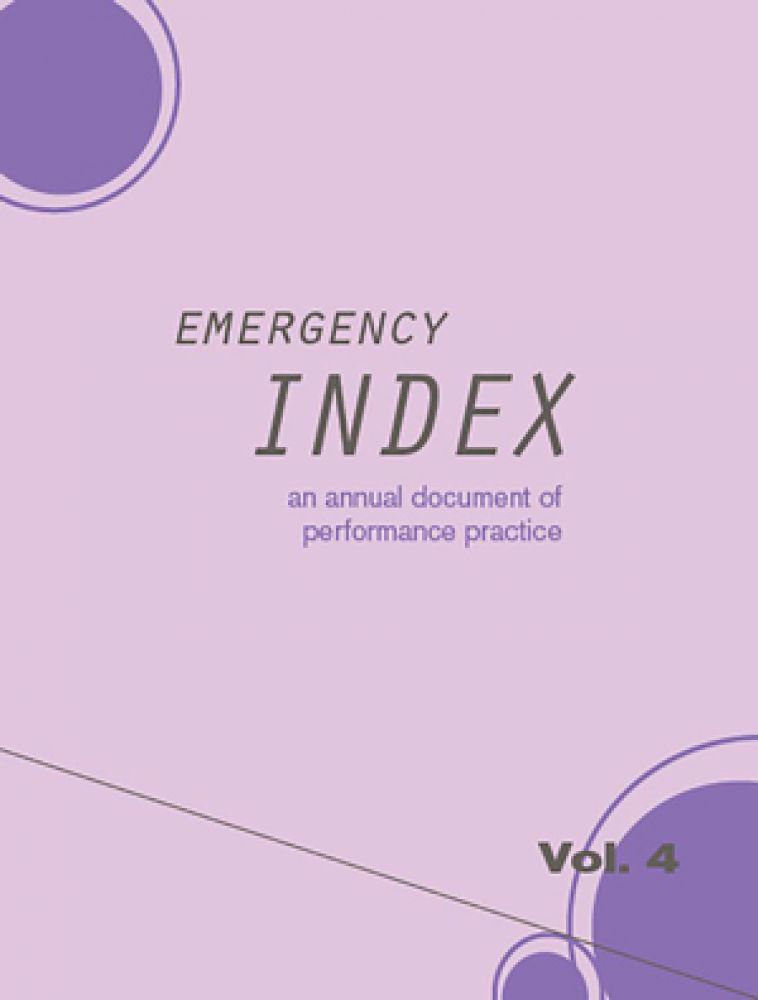 EMERGENCY
INDEX
an annual document of
performance practice
Vol. 4